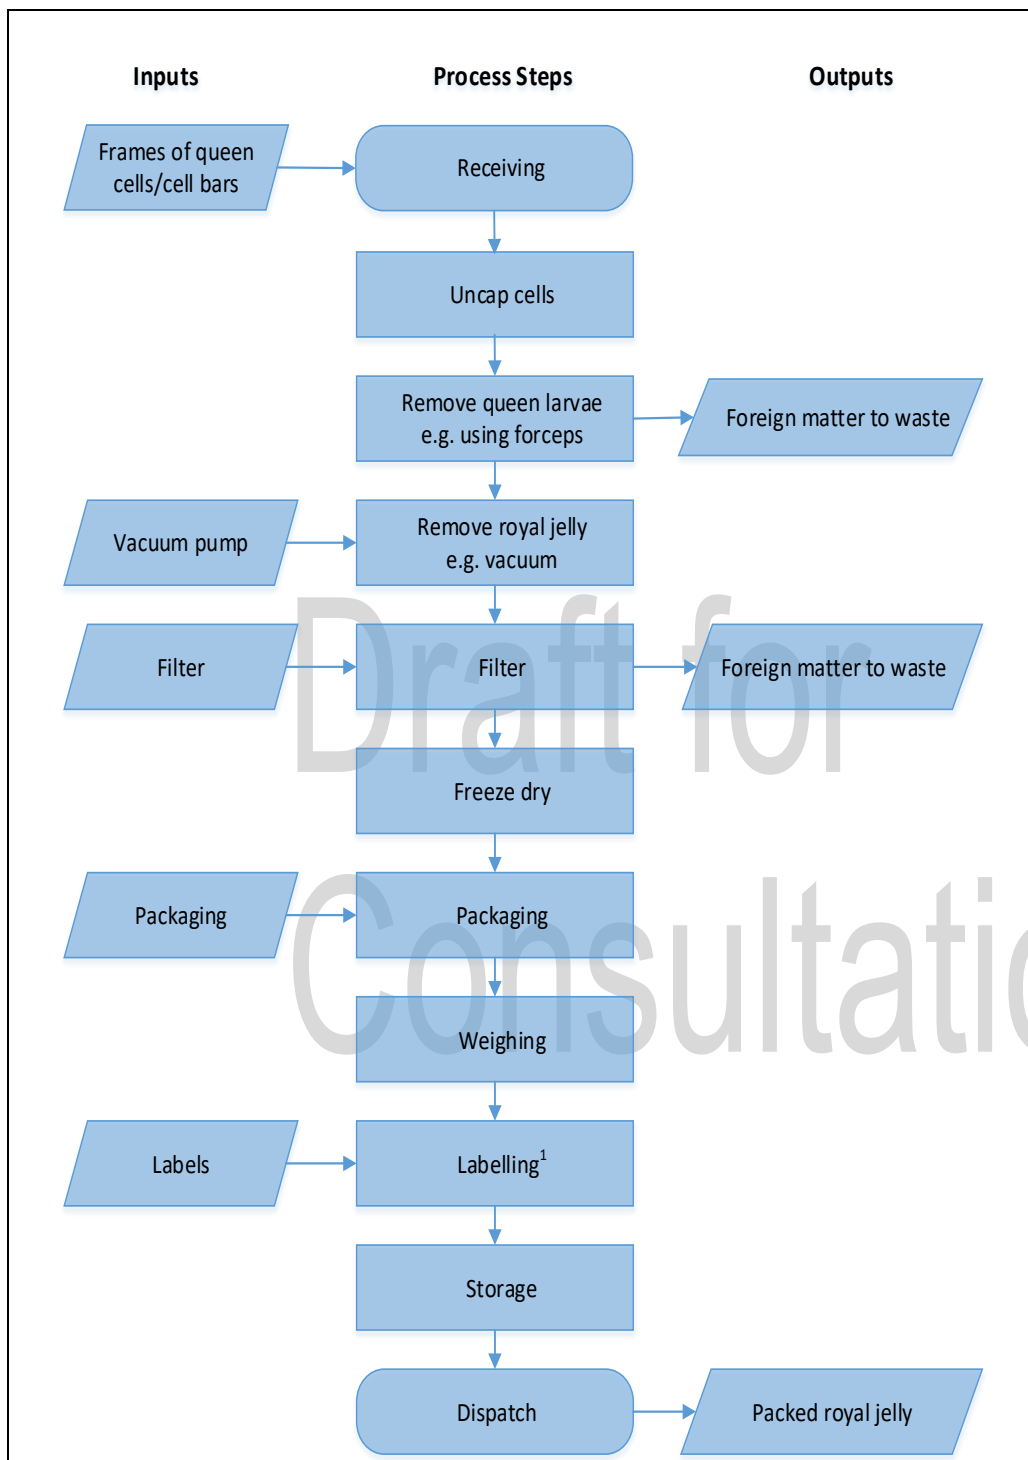 Inputs
Process Steps
Outputs
Frames of queen
cells/cell bars
Receiving
Uncap cells
Remove queen larvae
e.g. using forceps
Foreign matter to waste
Vacuum pump
Remove royal jelly
e.g. vacuum
Filter
Filter
Foreign matter to waste
Freeze dry
Packaging
Packaging
Weighing
Labels
Labelling¹
Storage
Dispatch
Packed royal jelly
Draft for
Consultatio